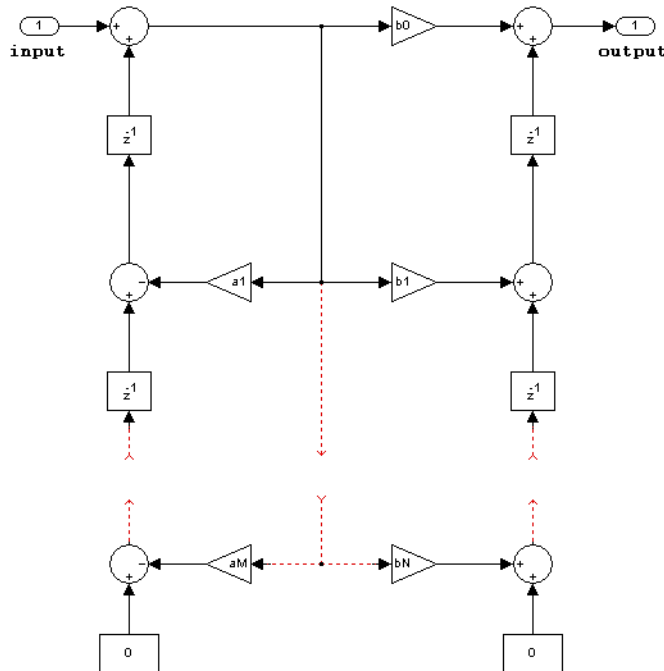 1
+
+
b0
+
+
1
input
output
z-1
z-1
-
+
a1
b1
+
+
z-1
z-1
-
+
aM
bN
+
+
0
0